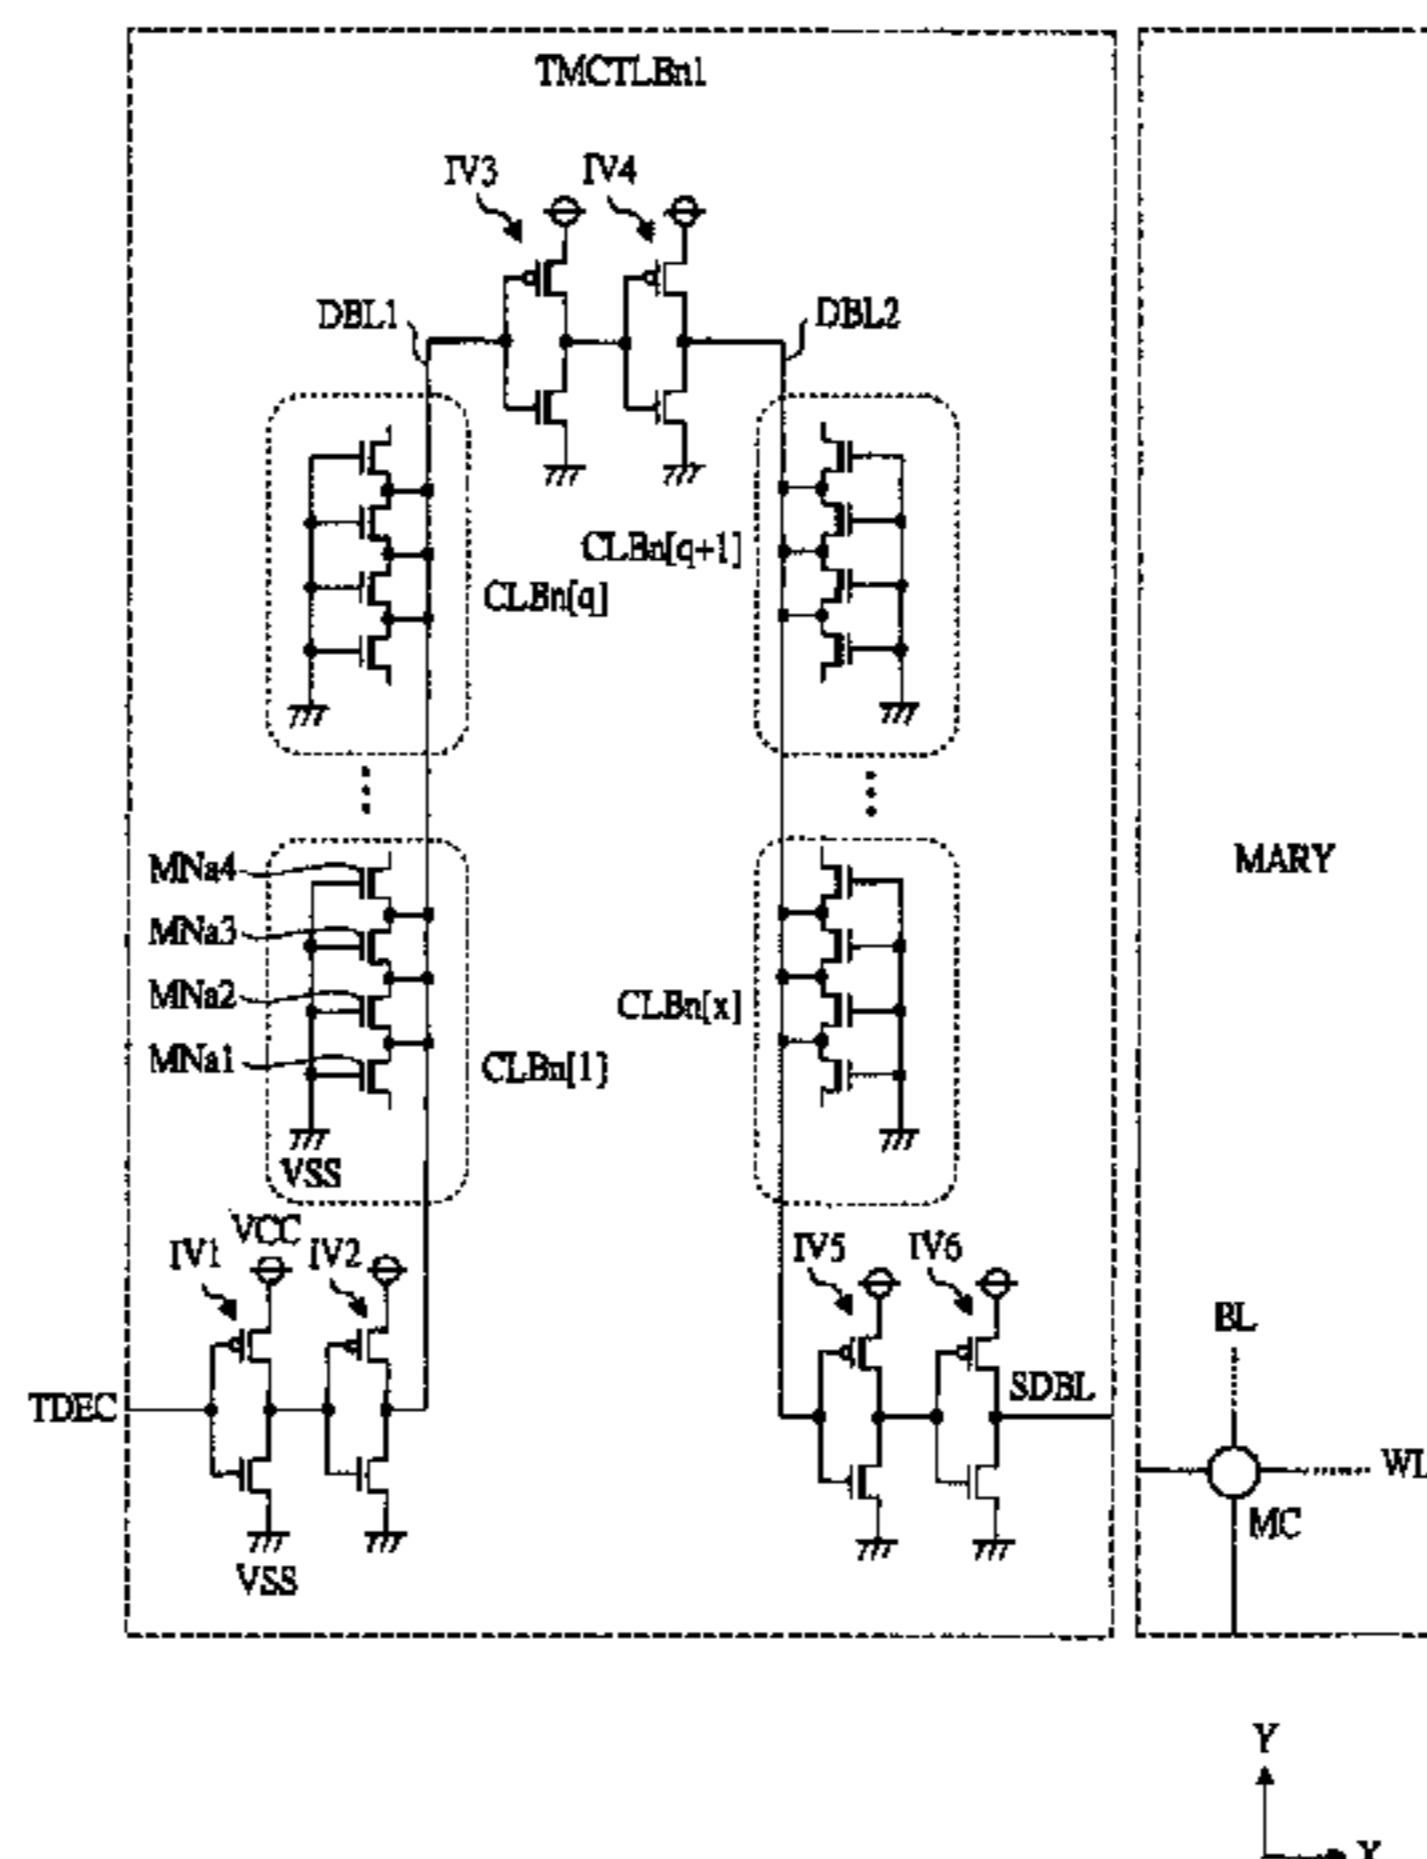 TMCTLBn1
IV3
IV4
DBL1
DBL2
CLBn[q+1]
CLBn[q]
MNa4
MNa3
MNa2
MNa1
MARY
CLBn[x]
CLBn[1]
VSS
VCC
IV1
IV2
IV5
IV6
BL
SDBL
TDEC
WL
MC
VSS
Y
X